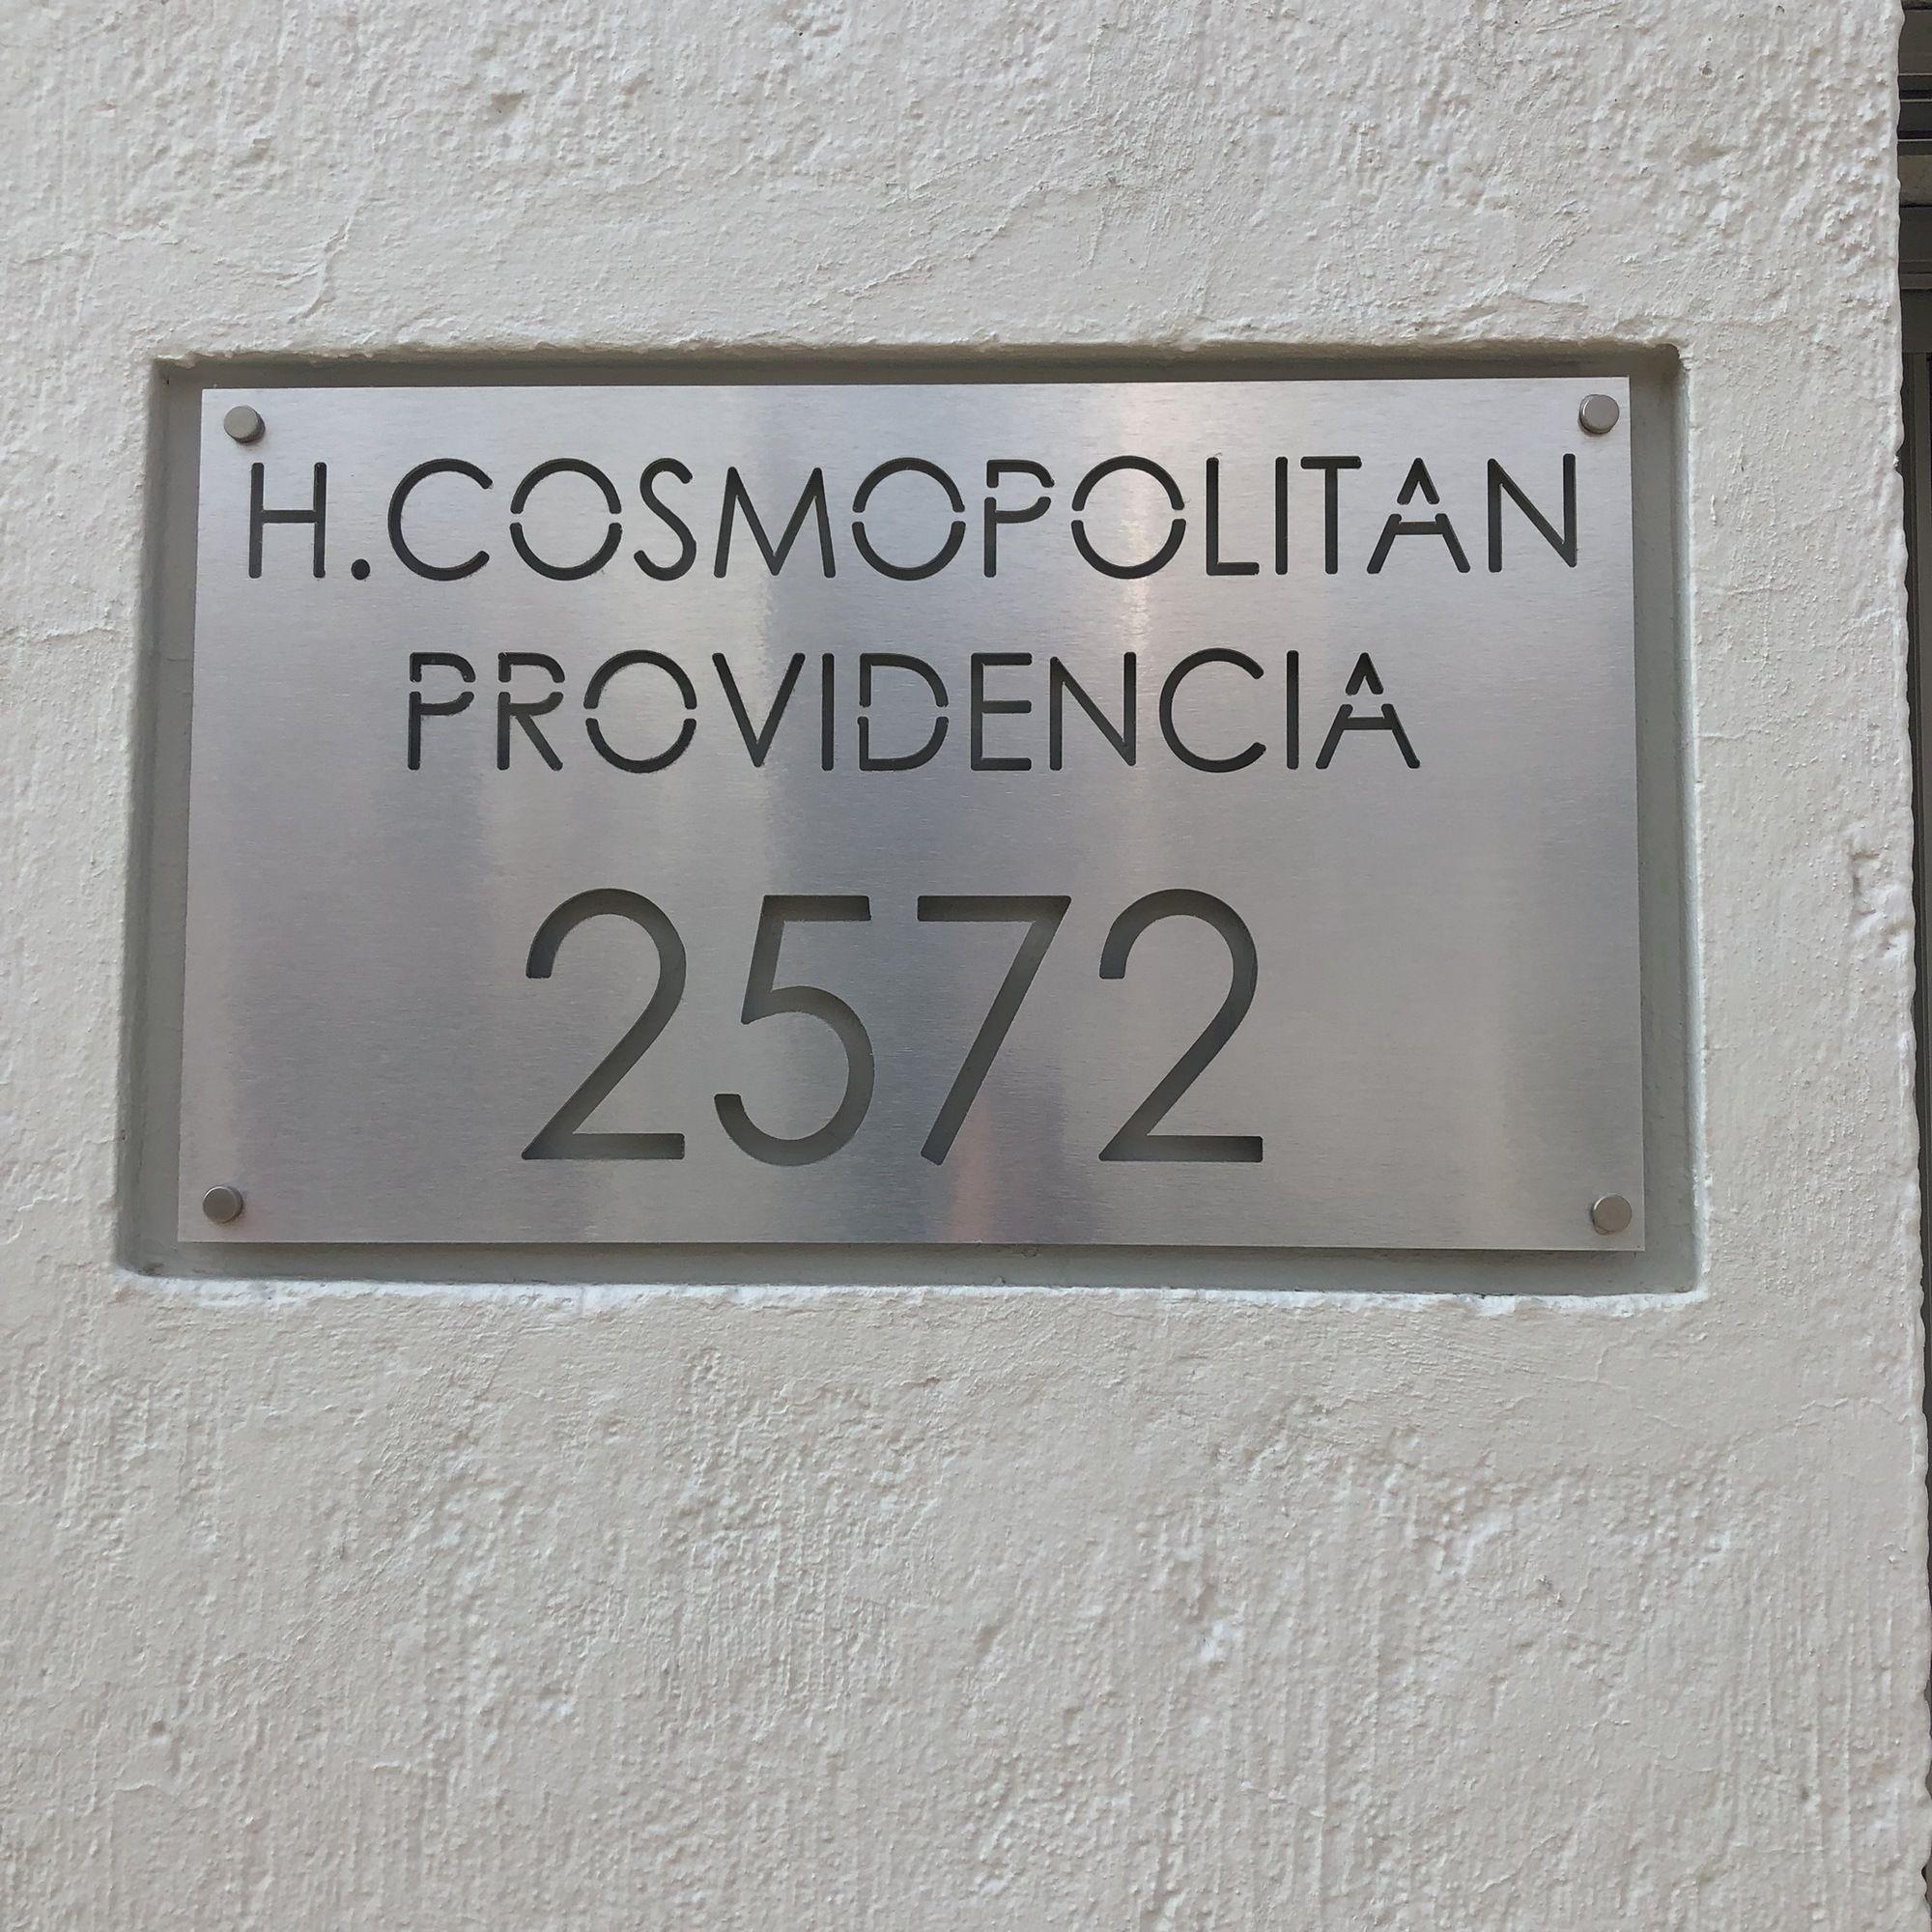 H.COSMOPOLITAN
PROVIDENCIA
2572